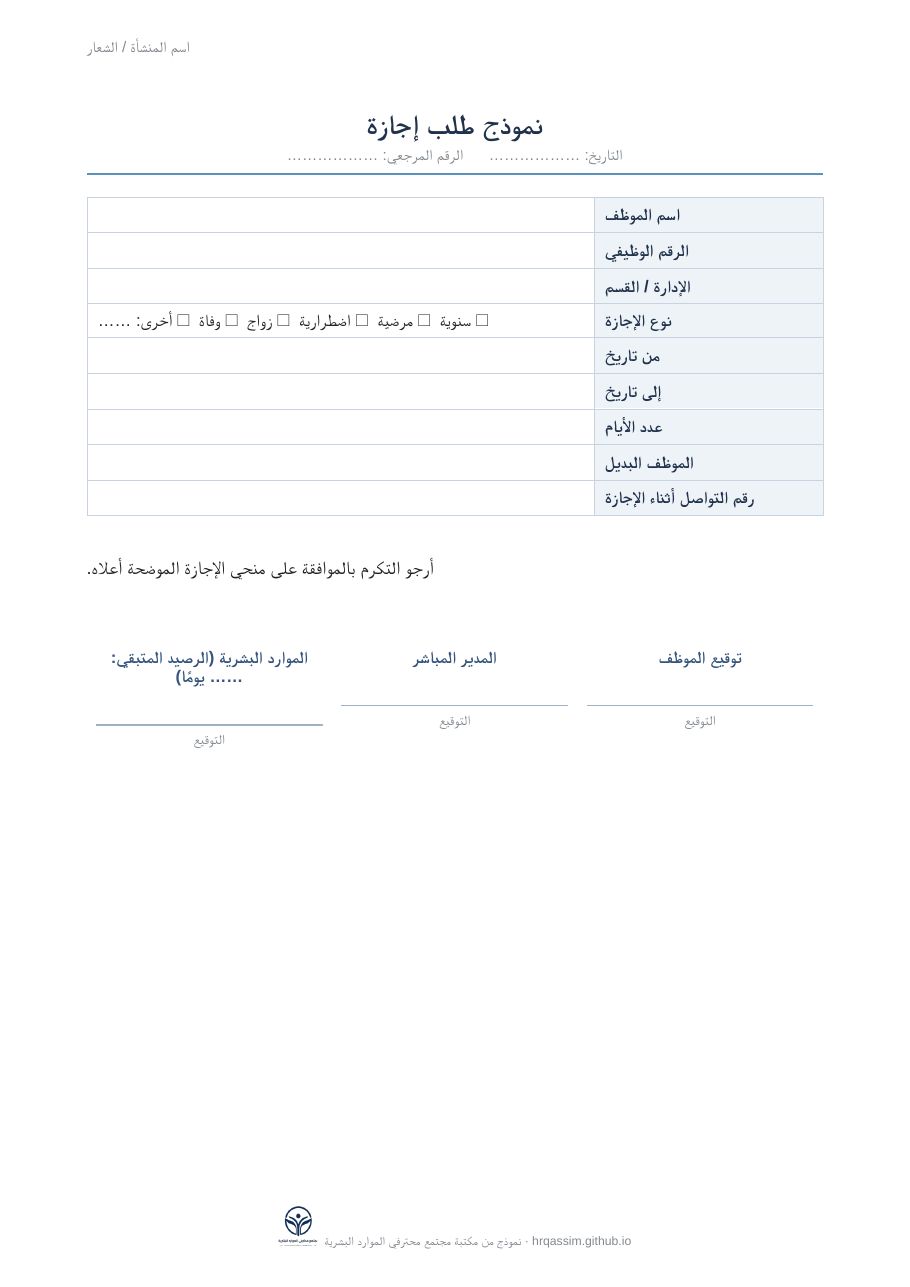 اسم المنشأة / الشعار
نموذج طلب إجازة
التاريخ: .................. الرقم المرجعي: ..................
اسم الموظف
الرقم الوظيفي
الإدارة / القسم
نوع الإجازة
☐ سنوية ☐ مرضية ☐ اضطرارية ☐ زواج ☐ وفاة ☐ أخرى: ......
من تاريخ
إلى تاريخ
عدد الأيام
الموظف البديل
رقم التواصل أثناء الإجازة
أرجو التكرم بالموافقة على منحي الإجازة الموضحة أعلاه.
توقيع الموظف
التوقيع
المدير المباشر
التوقيع
الموارد البشرية (الرصيد المتبقي:
...... يومًا)
التوقيع
نموذج من مكتبة مجتمع محترفي الموارد البشرية · hrqassim.github.io